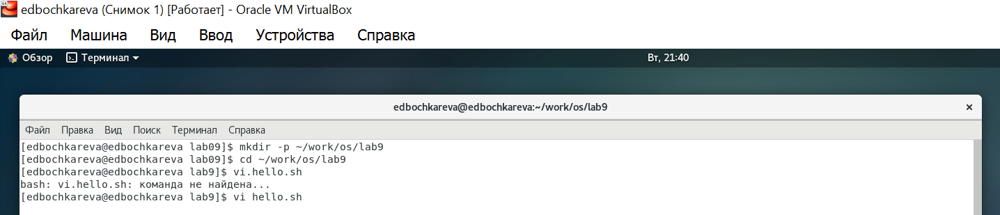 64
edbochkareva (Снимок 1) [Работает] - Oracle VM VirtualBox
Файл Машина Вид Ввод Устройства Справка
Обзор Терминал Вт, 21:40
edbochkareva@edbochkareva:~/work/os/lab9 ×
Файл Правка Вид Поиск Терминал Справка
[edbochkareva@edbochkareva lab09]$ mkdir -p ~/work/os/lab9
[edbochkareva@edbochkareva lab09]$ cd ~/work/os/lab9
[edbochkareva@edbochkareva lab9]$ vi.hello.sh
bash: vi.hello.sh: команда не найдена...
[edbochkareva@edbochkareva lab9]$ vi hello.sh